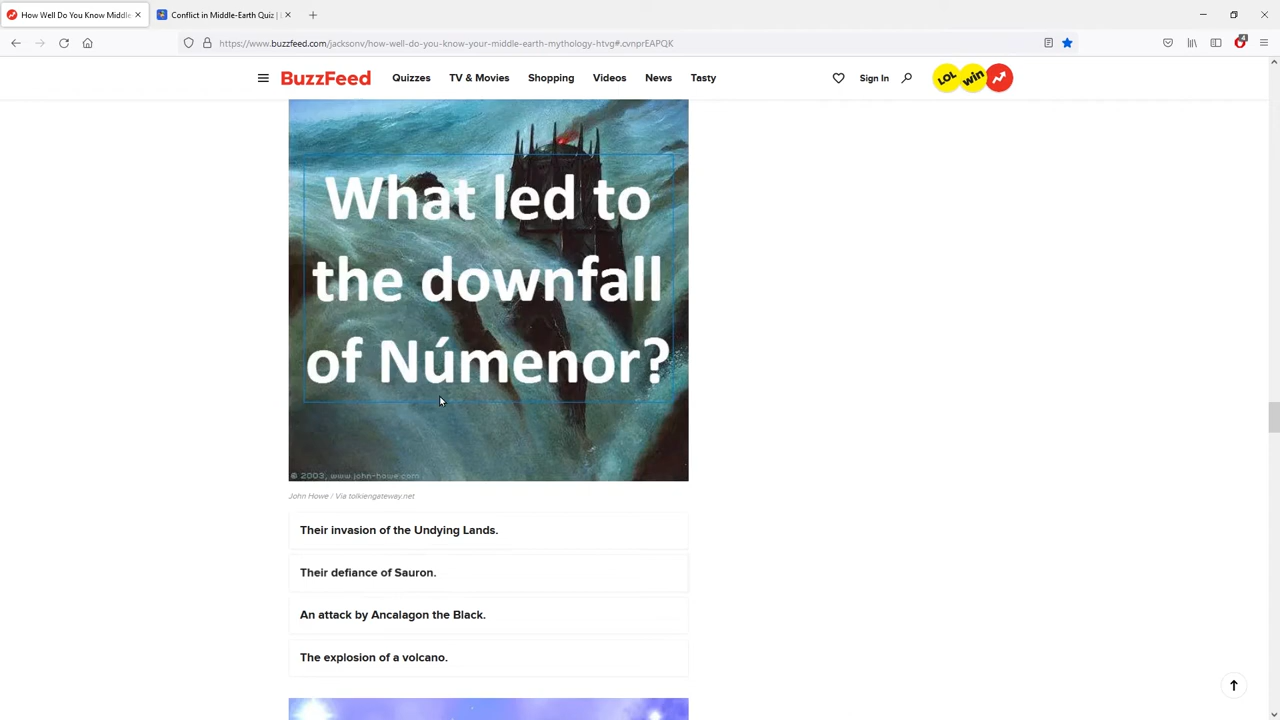 How Well Do You Know Middle
Conflict in Middle-Earth Quiz |
https://www.buzzfeed.com/jacksonv/how-well-do-you-know-your-middle-earth-mythology-htvg#.cvnprEAPQK
4
BuzzFeed Quizzes TV & Movies Shopping Videos News Tasty Sign In LOL win
What led to
the downfall
of Númenor?
© 2003, www.john-howe.com
John Howe / Via tolkiengateway.net
Their invasion of the Undying Lands.
Their defiance of Sauron.
An attack by Ancalagon the Black.
The explosion of a volcano.